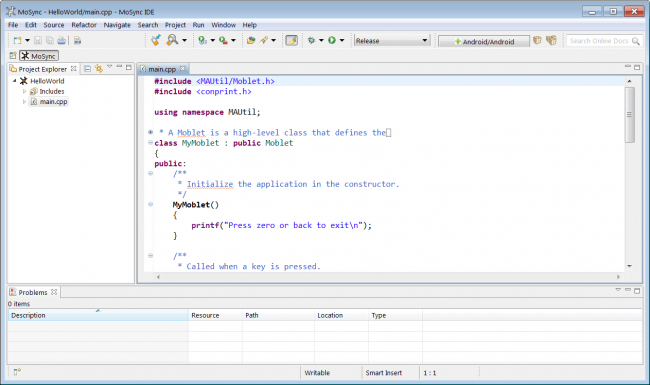 MoSync - HelloWorld/main.cpp - MoSync IDE
File Edit Source Refactor Navigate Search Project Run Window Help
Release
Android/Android
Search Online Docs
MoSync
Project Explorer
main.cpp
HelloWorld
Includes
main.cpp
#include <MAUtil/Moblet.h>
#include <conprint.h>
using namespace MAUtil;
* A Moblet is a high-level class that defines the
class MyMoblet : public Moblet
{
public:
/**
* Initialize the application in the constructor.
*/
MyMoblet()
{
printf("Press zero or back to exit\n");
}
/**
* Called when a key is pressed.
Problems
0 items
Description Resource Path Location Type
Writable Smart Insert 1 : 1